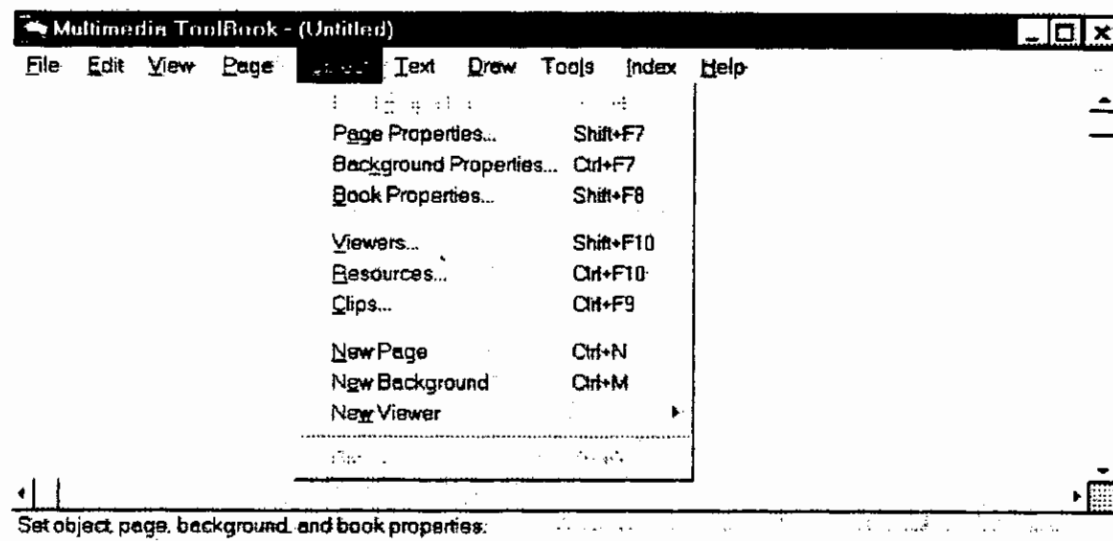 Multimedia ToolBook - (Untitled)
File Edit View Page Text Draw Tools Index Help
Page Properties... Shift+F7
Background Properties... Ctrl+F7
Book Properties... Shift+F8
Viewers... Shift+F10
Resources... Ctrl+F10
Clips... Ctrl+F9
New Page Ctrl+N
New Background Ctrl+M
New Viewer
Set object, page, background, and book properties.